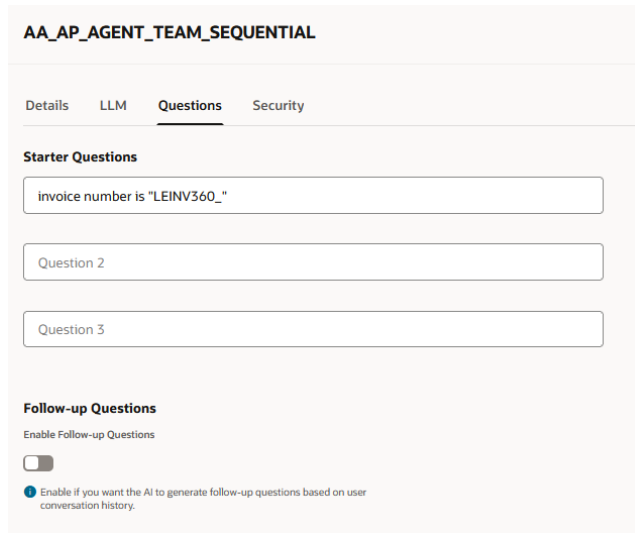 AA_AP_AGENT_TEAM_SEQUENTIAL
Details LLM Questions Security
Starter Questions
invoice number is "LEINV360_"
Question 2
Question 3
Follow-up Questions
Enable Follow-up Questions
Enable if you want the AI to generate follow-up questions based on user
conversation history.